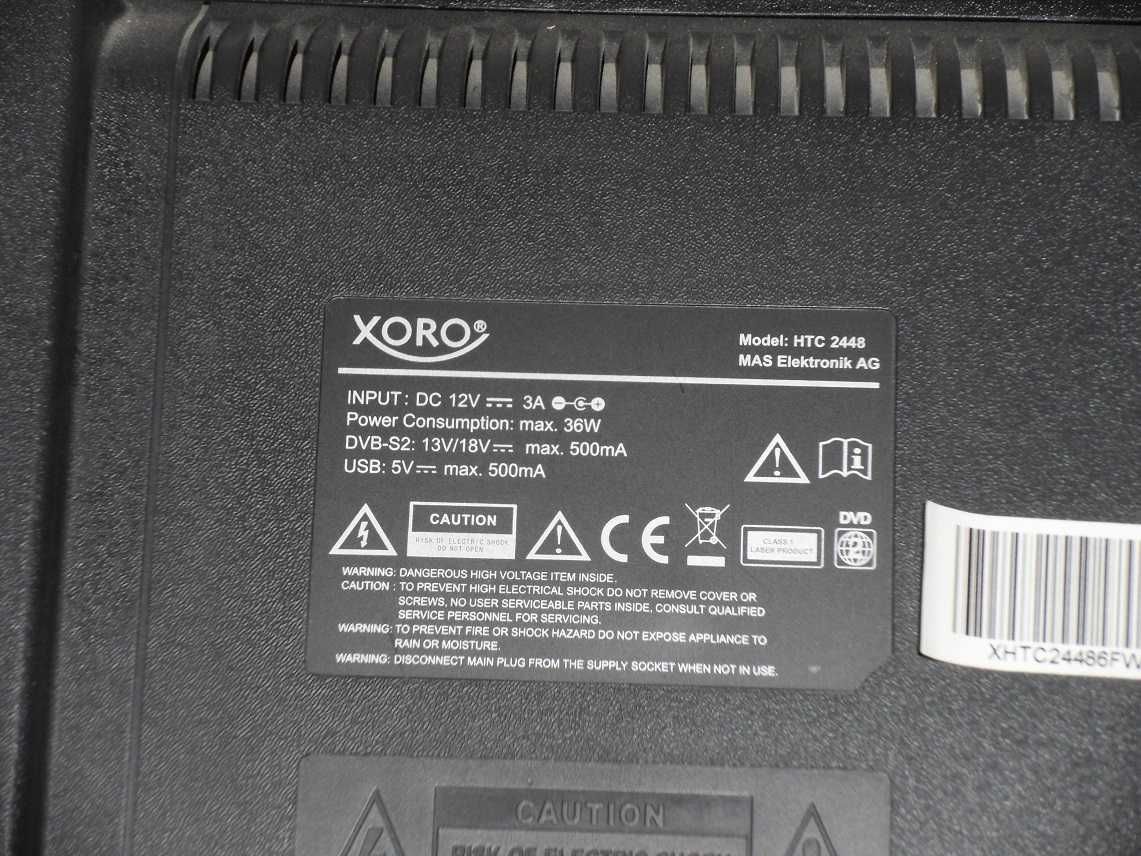 XORO®
Model: HTC 2448
MAS Elektronik AG
INPUT: DC 12V 3A
Power Consumption: max. 36W
DVB-S2: 13V/18V max. 500mA
USB: 5V max. 500mA
CAUTION
RISK OF ELECTRIC SHOCK
DO NOT OPEN
CE
CLASS 1
LASER PRODUCT
DVD
2
WARNING: DANGEROUS HIGH VOLTAGE ITEM INSIDE.
CAUTION : TO PREVENT HIGH ELECTRICAL SHOCK DO NOT REMOVE COVER OR
SCREWS, NO USER SERVICEABLE PARTS INSIDE, CONSULT QUALIFIED
SERVICE PERSONNEL FOR SERVICING.
WARNING: TO PREVENT FIRE OR SHOCK HAZARD DO NOT EXPOSE APPLIANCE TO
RAIN OR MOISTURE.
WARNING: DISCONNECT MAIN PLUG FROM THE SUPPLY SOCKET WHEN NOT IN USE.
XHTC24486FW
CAUTION
RISK OF ELECTRIC SHOCK